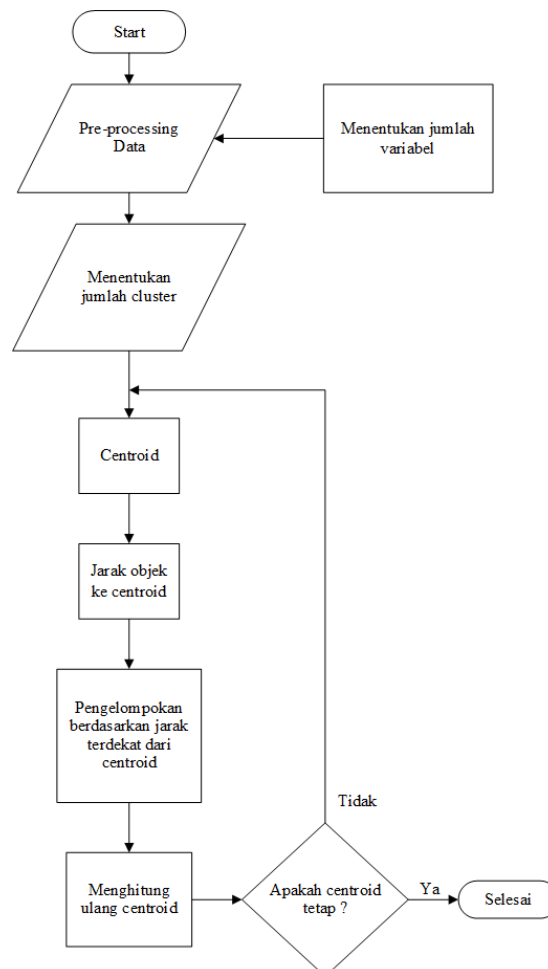 Start
Pre-processing
Data
Menentukan jumlah
variabel
Menentukan
jumlah cluster
Centroid
Jarak objek
ke centroid
Pengelompokan
berdasarkan jarak
terdekat dari
centroid
Menghitung
ulang centroid
Apakah centroid
tetap ?
Tidak
Ya
Selesai